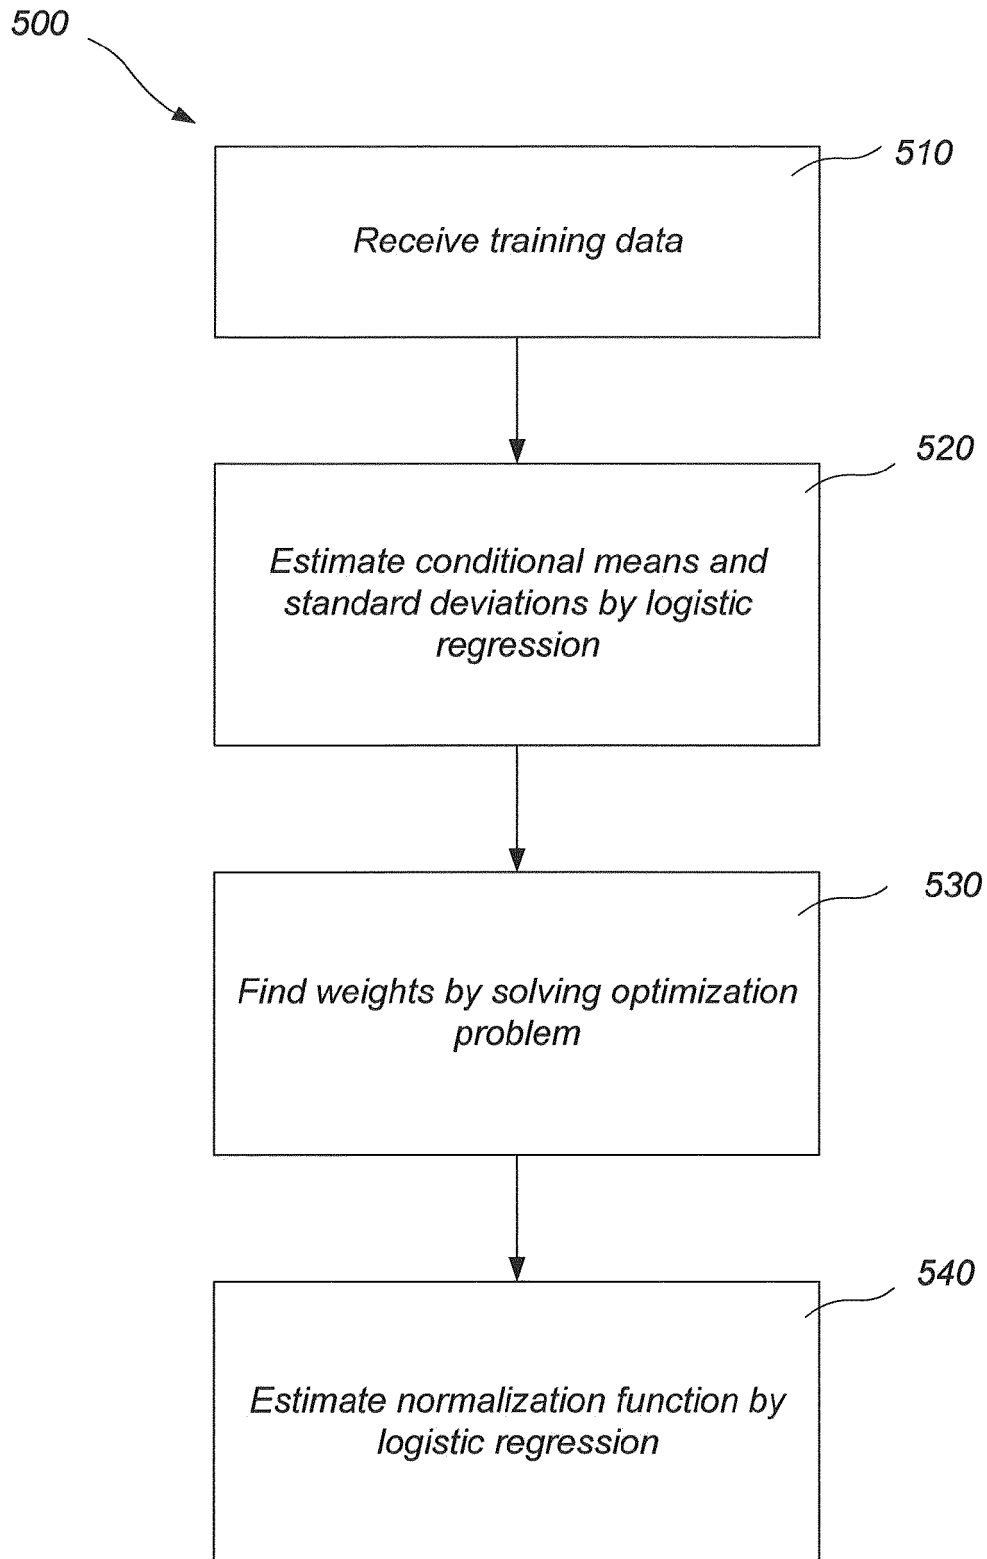 500
510
Receive training data
520
Estimate conditional means and
standard deviations by logistic
regression
530
Find weights by solving optimization
problem
540
Estimate normalization function by
logistic regression